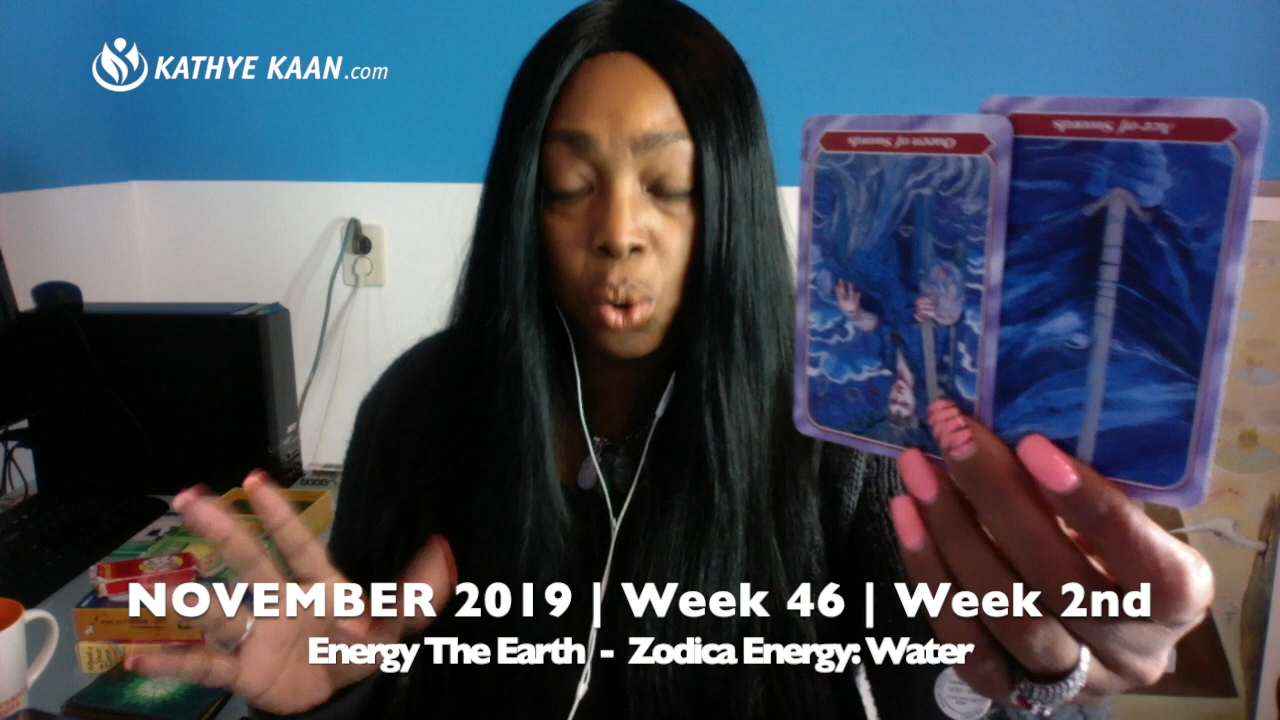 KATHYE KAAN.com
Queen of Swords
Ace of Swords
NOVEMBER 2019 | Week 46 | Week 2nd
Energy The Earth - Zodica Energy: Water